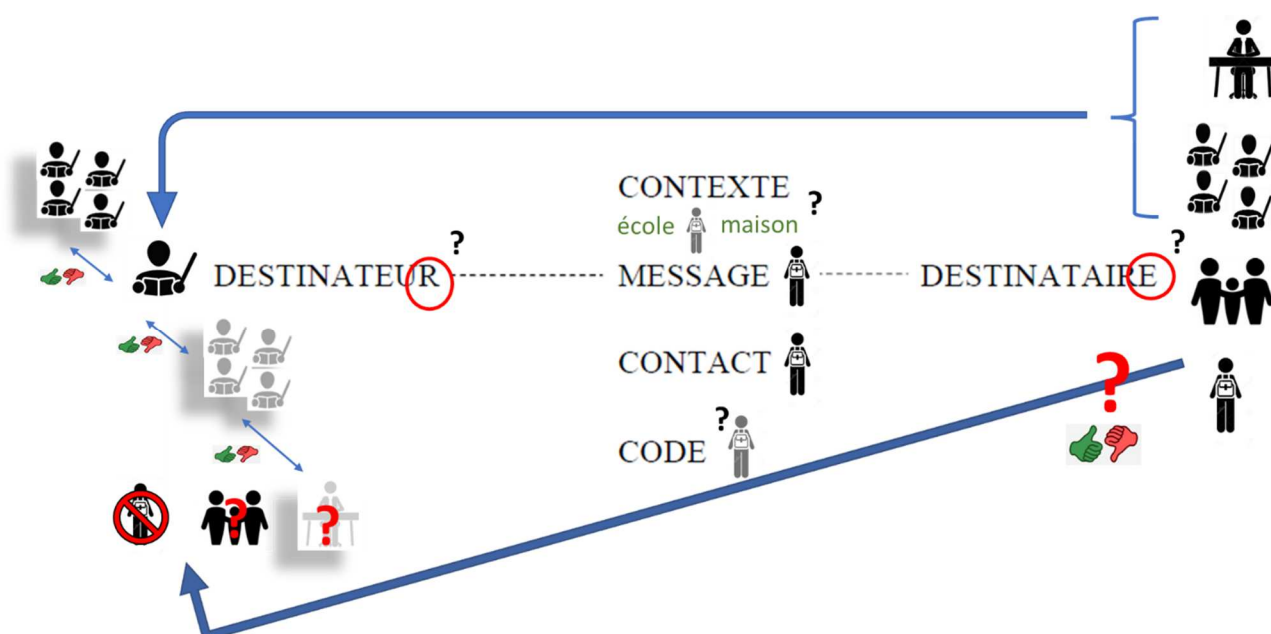 CONTEXTE
?
école maison
DESTINATEUR
?
MESSAGE
DESTINATAIRE
?
CONTACT
?
CODE
?
?
?